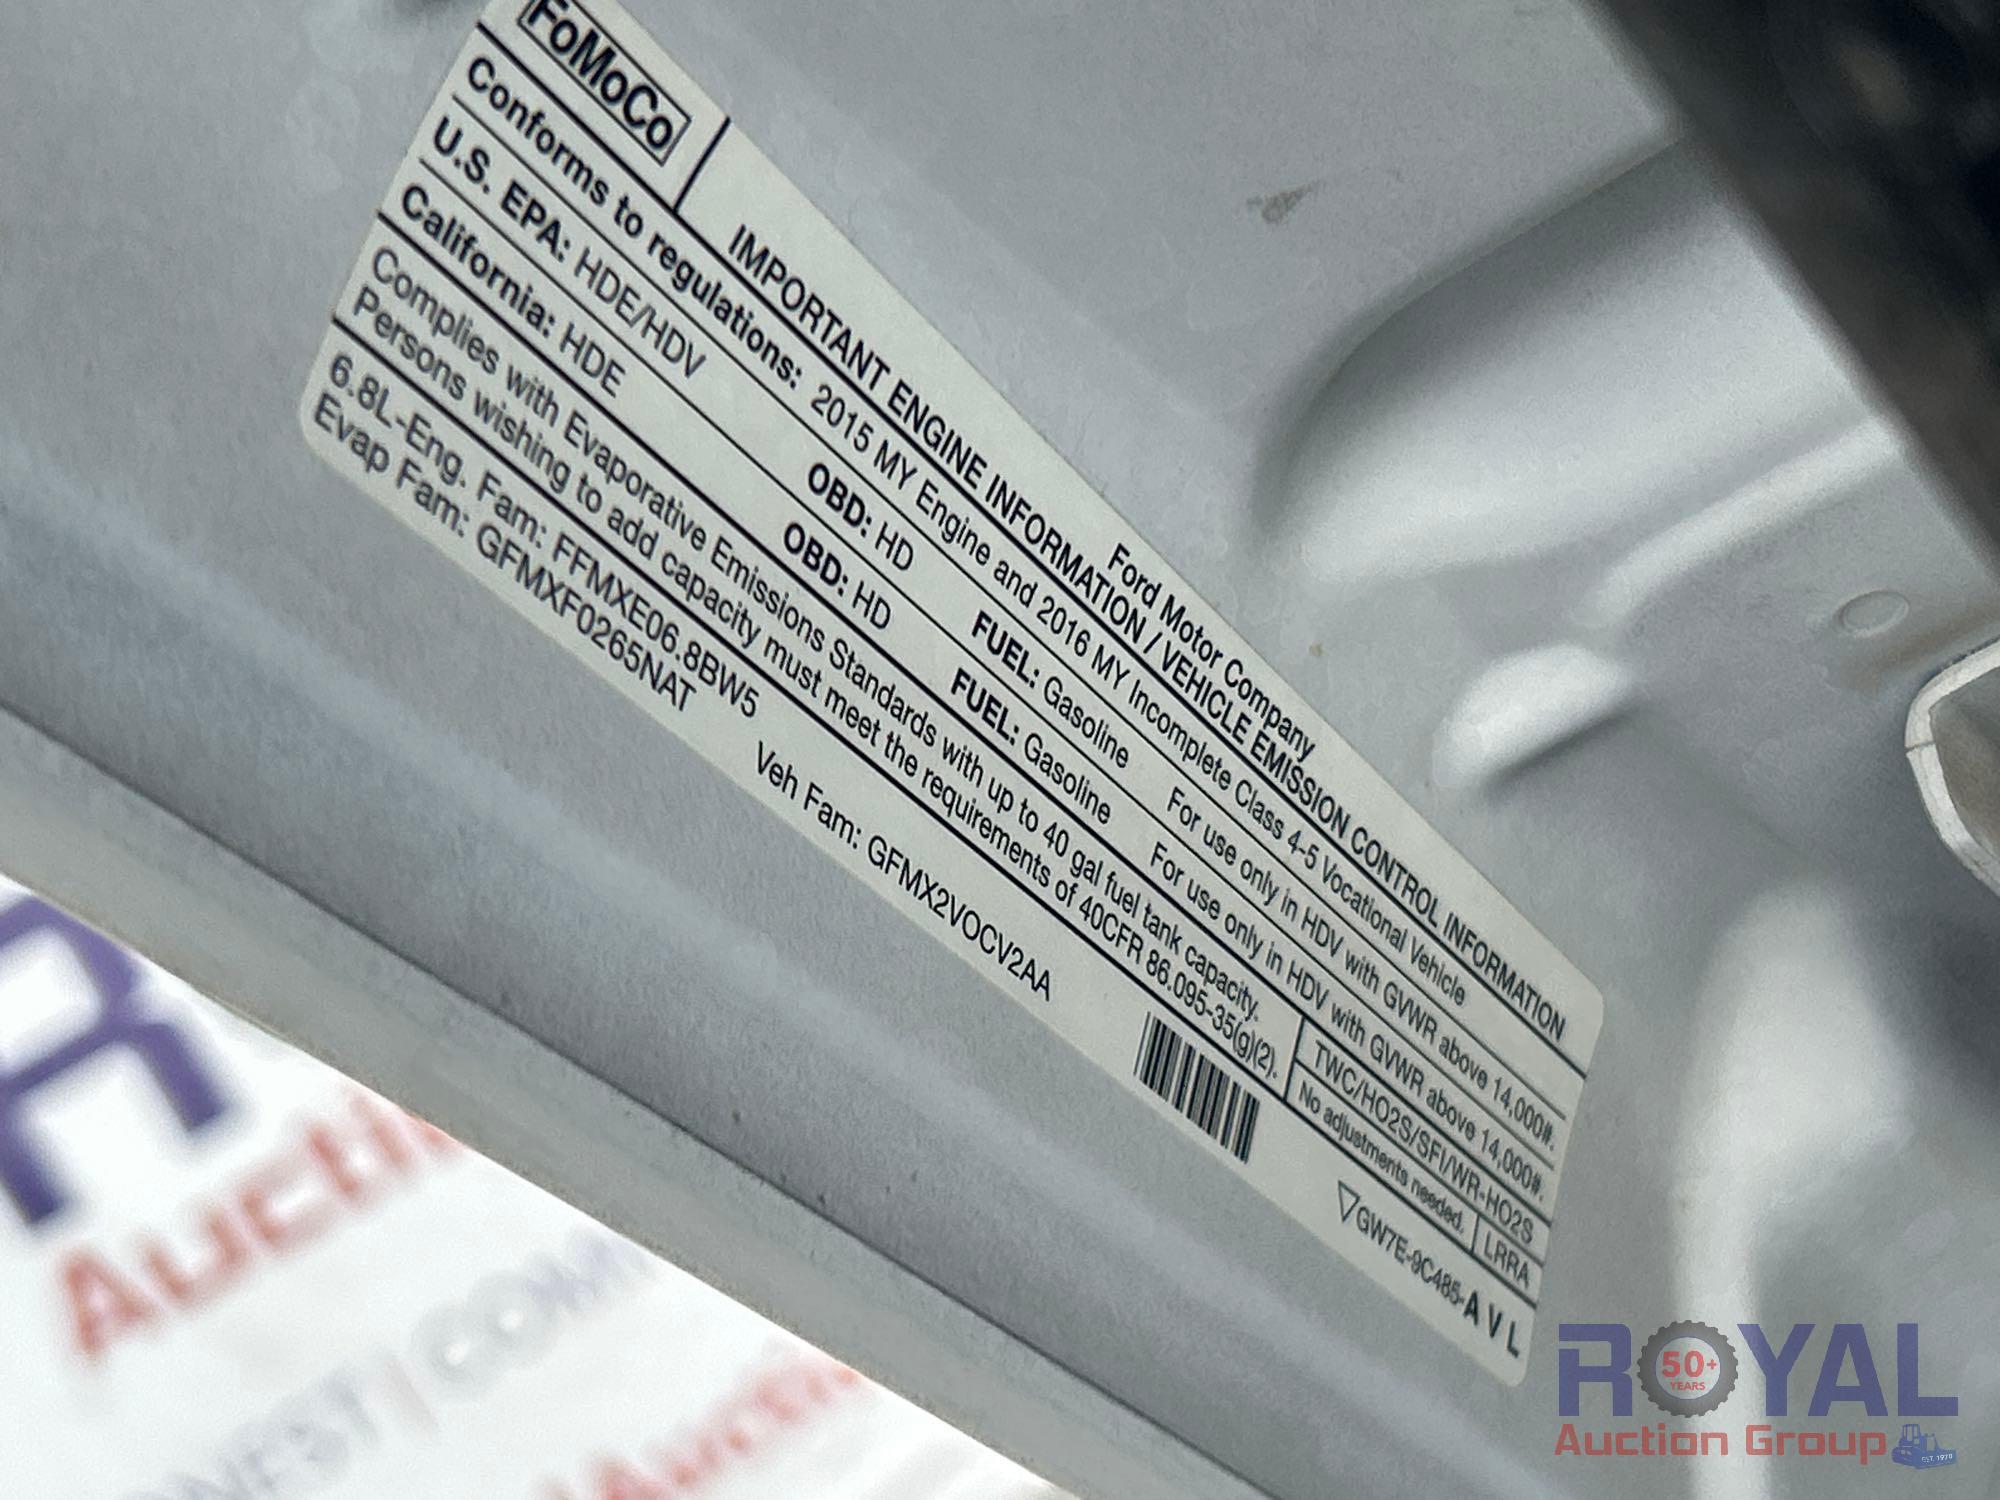 FoMoCo
Ford Motor Company
IMPORTANT ENGINE INFORMATION / VEHICLE EMISSION CONTROL INFORMATION
Conforms to regulations: 2015 MY Engine and 2016 MY Incomplete Class 4-5 Vocational Vehicle
U.S. EPA: HDE/HDV OBD: HD FUEL: Gasoline For use only in HDV with GVWR above 14,000#.
California: HDE OBD: HD FUEL: Gasoline For use only in HDV with GVWR above 14,000#.
Complies with Evaporative Emissions Standards with up to 40 gal fuel tank capacity.
Persons wishing to add capacity must meet the requirements of 40CFR 86.095-35(g)(2).
TWC/HO2S/SFI/WR-HO2S
No adjustments needed. LRRA
6.8L-Eng. Fam: FFMXE06.8BW5
Evap Fam: GFMXF0265NAT
Veh Fam: GFMX2VOCV2AA
GW7E-9C485-A V L
R
Auction
ROYAL
50+
YEARS
Auction Group
EST. 1970